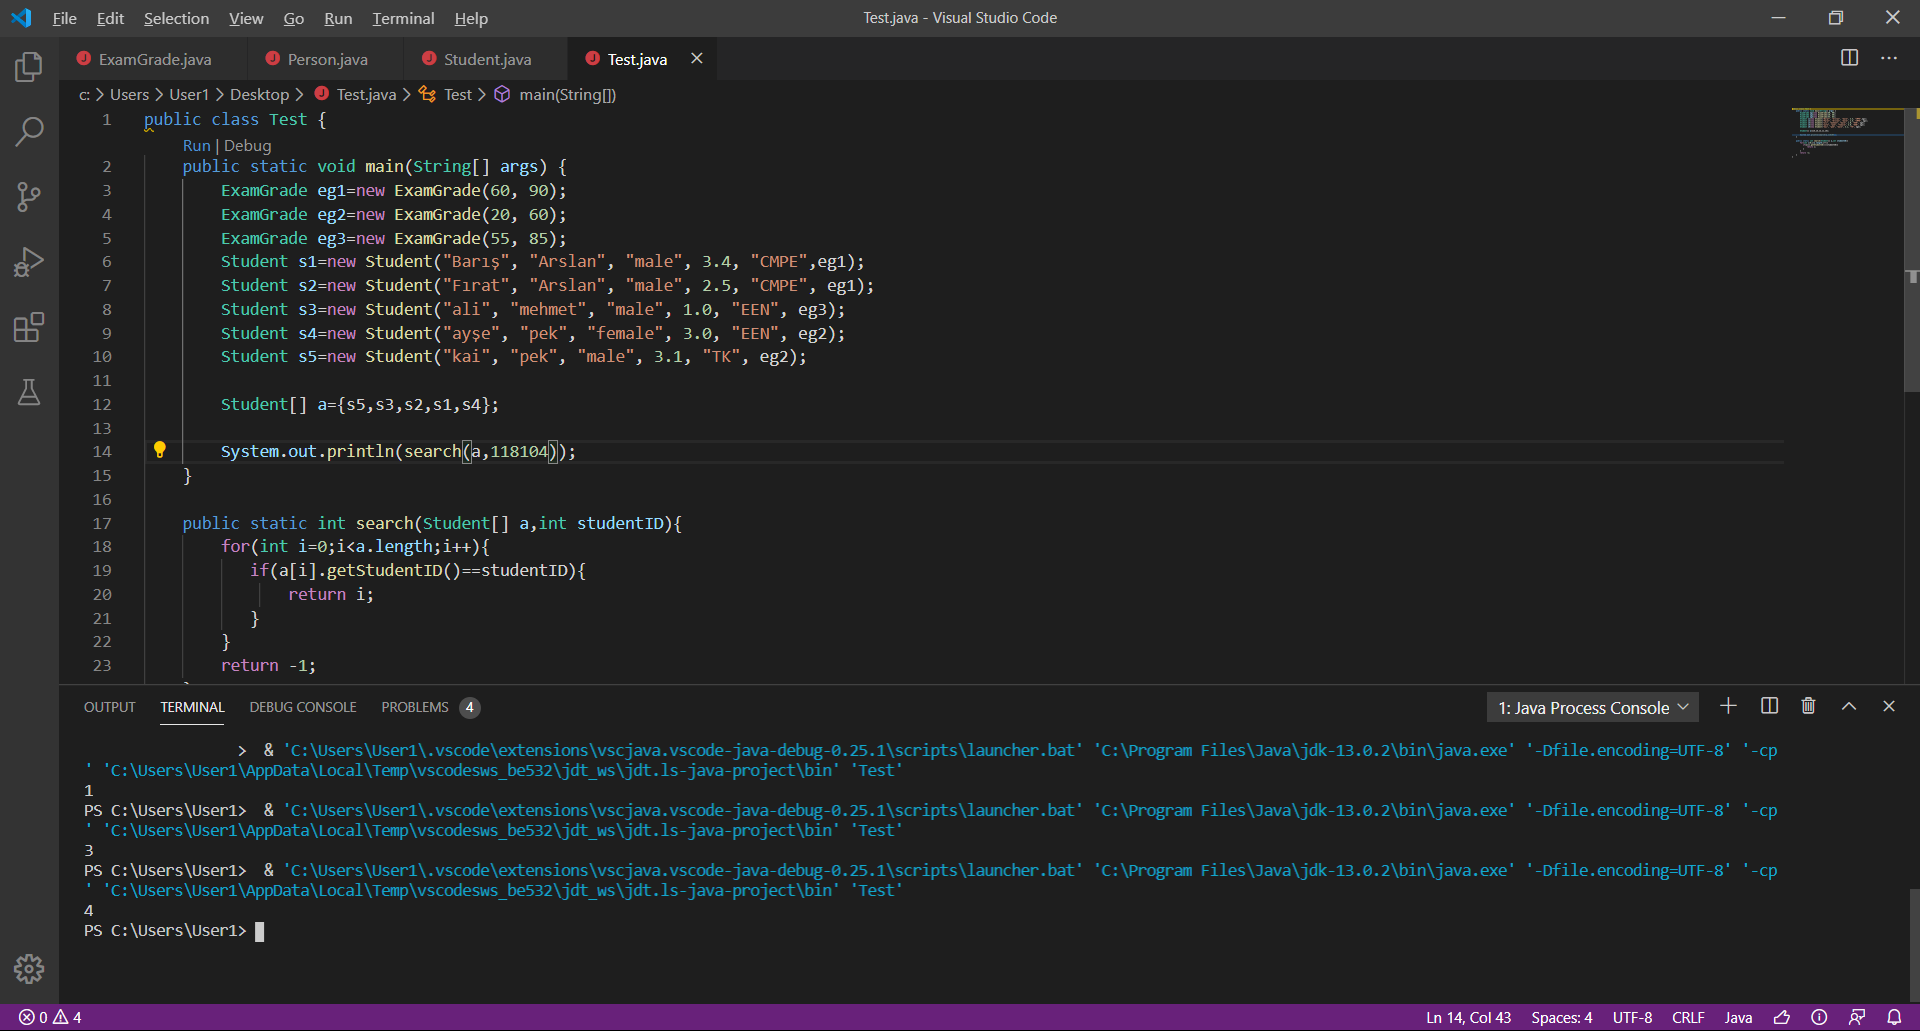 File Edit Selection View Go Run Terminal Help Test.java - Visual Studio Code
ExamGrade.java Person.java Student.java Test.java
c: > Users > User1 > Desktop > Test.java > Test > main(String[])
1 public class Test {
Run | Debug
2 public static void main(String[] args) {
3 ExamGrade eg1=new ExamGrade(60, 90);
4 ExamGrade eg2=new ExamGrade(20, 60);
5 ExamGrade eg3=new ExamGrade(55, 85);
6 Student s1=new Student("Barış", "Arslan", "male", 3.4, "CMPE",eg1);
7 Student s2=new Student("Fırat", "Arslan", "male", 2.5, "CMPE", eg1);
8 Student s3=new Student("ali", "mehmet", "male", 1.0, "EEN", eg3);
9 Student s4=new Student("ayşe", "pek", "female", 3.0, "EEN", eg2);
10 Student s5=new Student("kai", "pek", "male", 3.1, "TK", eg2);
11
12 Student[] a={s5,s3,s2,s1,s4};
13
14 System.out.println(search(a,118104));
15 }
16
17 public static int search(Student[] a,int studentID){
18 for(int i=0;i<a.length;i++){
19 if(a[i].getStudentID()==studentID){
20 return i;
21 }
22 }
23 return -1;
OUTPUT TERMINAL DEBUG CONSOLE PROBLEMS 4 1: Java Process Console
> & 'C:\Users\User1\.vscode\extensions\vscjava.vscode-java-debug-0.25.1\scripts\launcher.bat' 'C:\Program Files\Java\jdk-13.0.2\bin\java.exe' '-Dfile.encoding=UTF-8' '-cp
' 'C:\Users\User1\AppData\Local\Temp\vscodesws_be532\jdt_ws\jdt.ls-java-project\bin' 'Test'
1
PS C:\Users\User1> & 'C:\Users\User1\.vscode\extensions\vscjava.vscode-java-debug-0.25.1\scripts\launcher.bat' 'C:\Program Files\Java\jdk-13.0.2\bin\java.exe' '-Dfile.encoding=UTF-8' '-cp
' 'C:\Users\User1\AppData\Local\Temp\vscodesws_be532\jdt_ws\jdt.ls-java-project\bin' 'Test'
3
PS C:\Users\User1> & 'C:\Users\User1\.vscode\extensions\vscjava.vscode-java-debug-0.25.1\scripts\launcher.bat' 'C:\Program Files\Java\jdk-13.0.2\bin\java.exe' '-Dfile.encoding=UTF-8' '-cp
' 'C:\Users\User1\AppData\Local\Temp\vscodesws_be532\jdt_ws\jdt.ls-java-project\bin' 'Test'
4
PS C:\Users\User1>
0 4 Ln 14, Col 43 Spaces: 4 UTF-8 CRLF Java